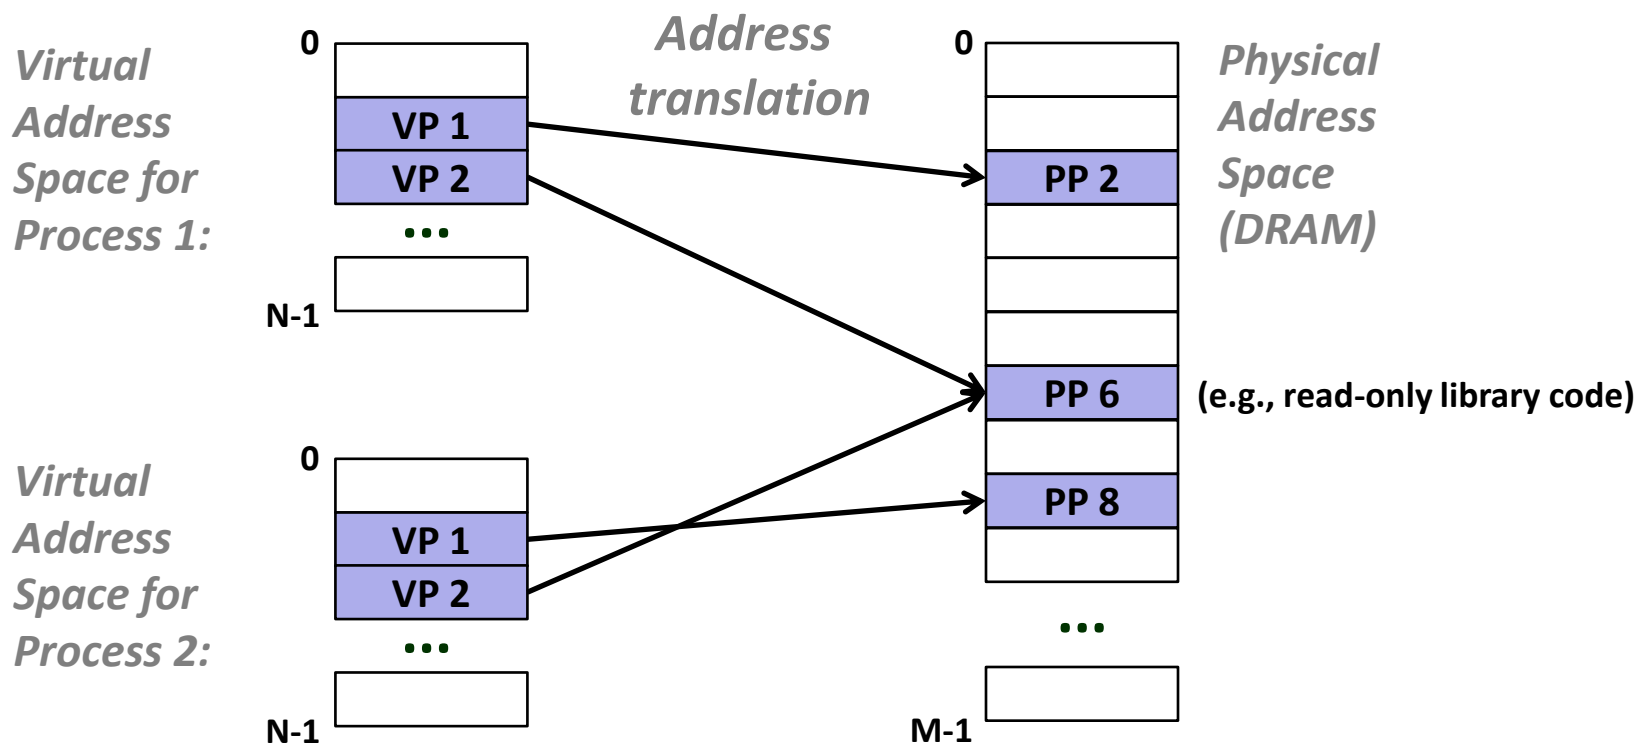 Virtual
Address
Space for
Process 1:
0
VP 1
VP 2
...
N-1
Address
translation
0
PP 2
PP 6
PP 8
...
M-1
Physical
Address
Space
(DRAM)
(e.g., read-only library code)
Virtual
Address
Space for
Process 2:
0
VP 1
VP 2
...
N-1